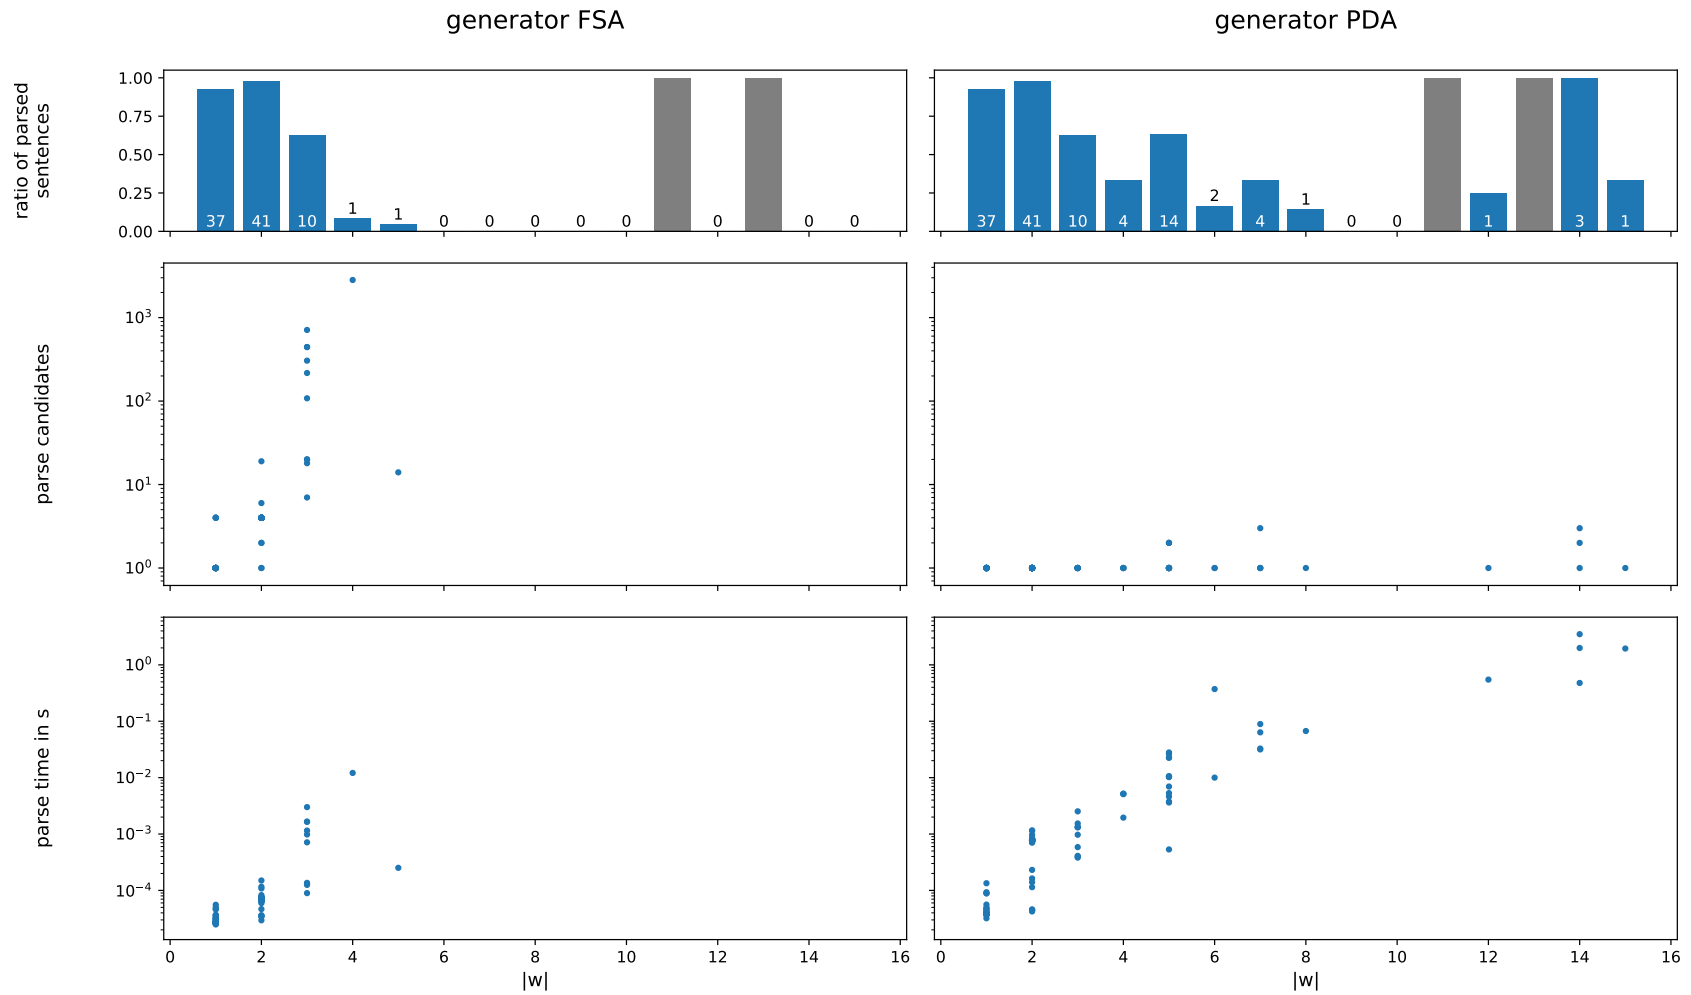 generator FSA
generator PDA
ratio of parsed
sentences
1.00
0.75
0.50
0.25
0.00
37 41 10 1 1 0 0 0 0 0 0 0 0
37 41 10 4 14 2 4 1 0 0 1 3 1
parse candidates
10³
10²
10¹
10⁰
parse time in s
10⁰
10⁻¹
10⁻²
10⁻³
10⁻⁴
0 2 4 6 8 10 12 14 16
|w|
0 2 4 6 8 10 12 14 16
|w|